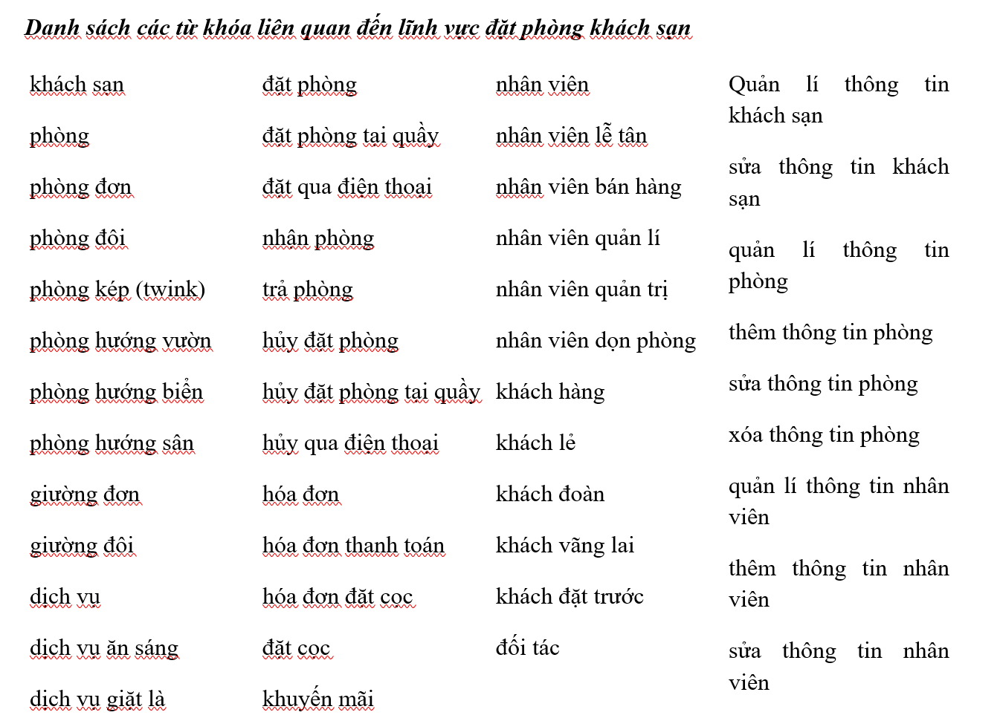 Danh sách các từ khóa liên quan đến lĩnh vực đặt phòng khách sạn
khách sạn
phòng
phòng đơn
phòng đôi
phòng kép (twink)
phòng hướng vườn
phòng hướng biển
phòng hướng sân
giường đơn
giường đôi
dịch vụ
dịch vụ ăn sáng
dịch vụ giặt là
đặt phòng
đặt phòng tại quầy
đặt qua điện thoại
nhận phòng
trả phòng
hủy đặt phòng
hủy đặt phòng tại quầy
hủy qua điện thoại
hóa đơn
hóa đơn thanh toán
hóa đơn đặt cọc
đặt cọc
khuyến mãi
nhân viên
nhân viên lễ tân
nhân viên bán hàng
nhân viên quản lí
nhân viên quản trị
nhân viên dọn phòng
khách hàng
khách lẻ
khách đoàn
khách vãng lai
khách đặt trước
đối tác
Quản lí thông tin
khách sạn
sửa thông tin khách
sạn
quản lí thông tin
phòng
thêm thông tin phòng
sửa thông tin phòng
xóa thông tin phòng
quản lí thông tin nhân
viên
thêm thông tin nhân
viên
sửa thông tin nhân
viên